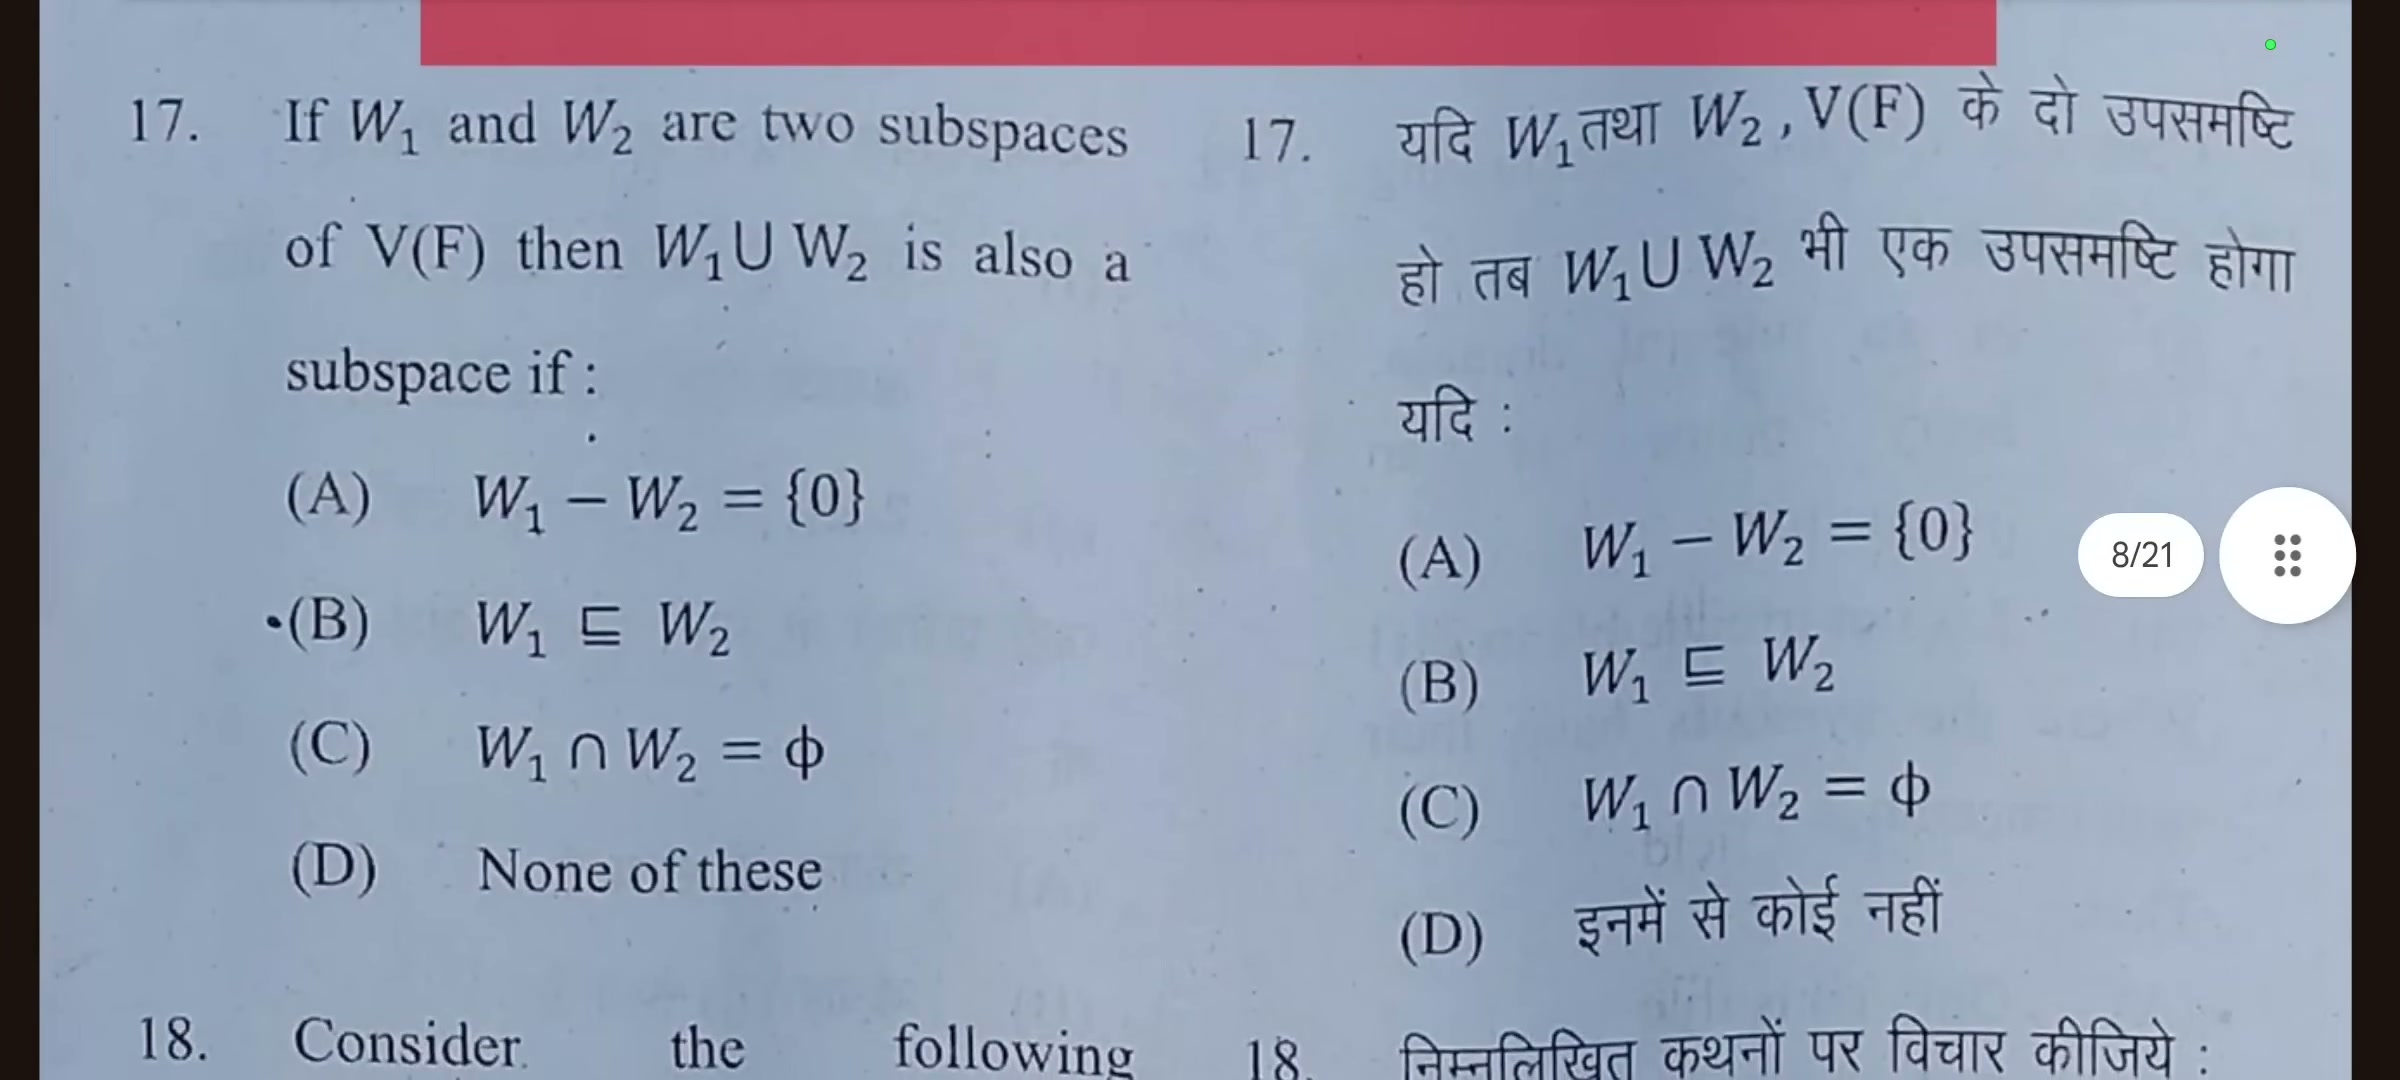 17. If W₁ and W₂ are two subspaces
of V(F) then W₁∪W₂ is also a
subspace if :
(A) W₁ − W₂ = {0}
(B) W₁ ⊑ W₂
(C) W₁ ∩ W₂ = ϕ
(D) None of these
18. Consider the following
17. यदि W₁ तथा W₂, V(F) के दो उपसमष्टि
हो तब W₁∪W₂ भी एक उपसमष्टि होगा
यदि :
(A) W₁ − W₂ = {0}
(B) W₁ ⊑ W₂
(C) W₁ ∩ W₂ = ϕ
(D) इनमें से कोई नहीं
18. निम्नलिखित कथनों पर विचार कीजिये :
8/21